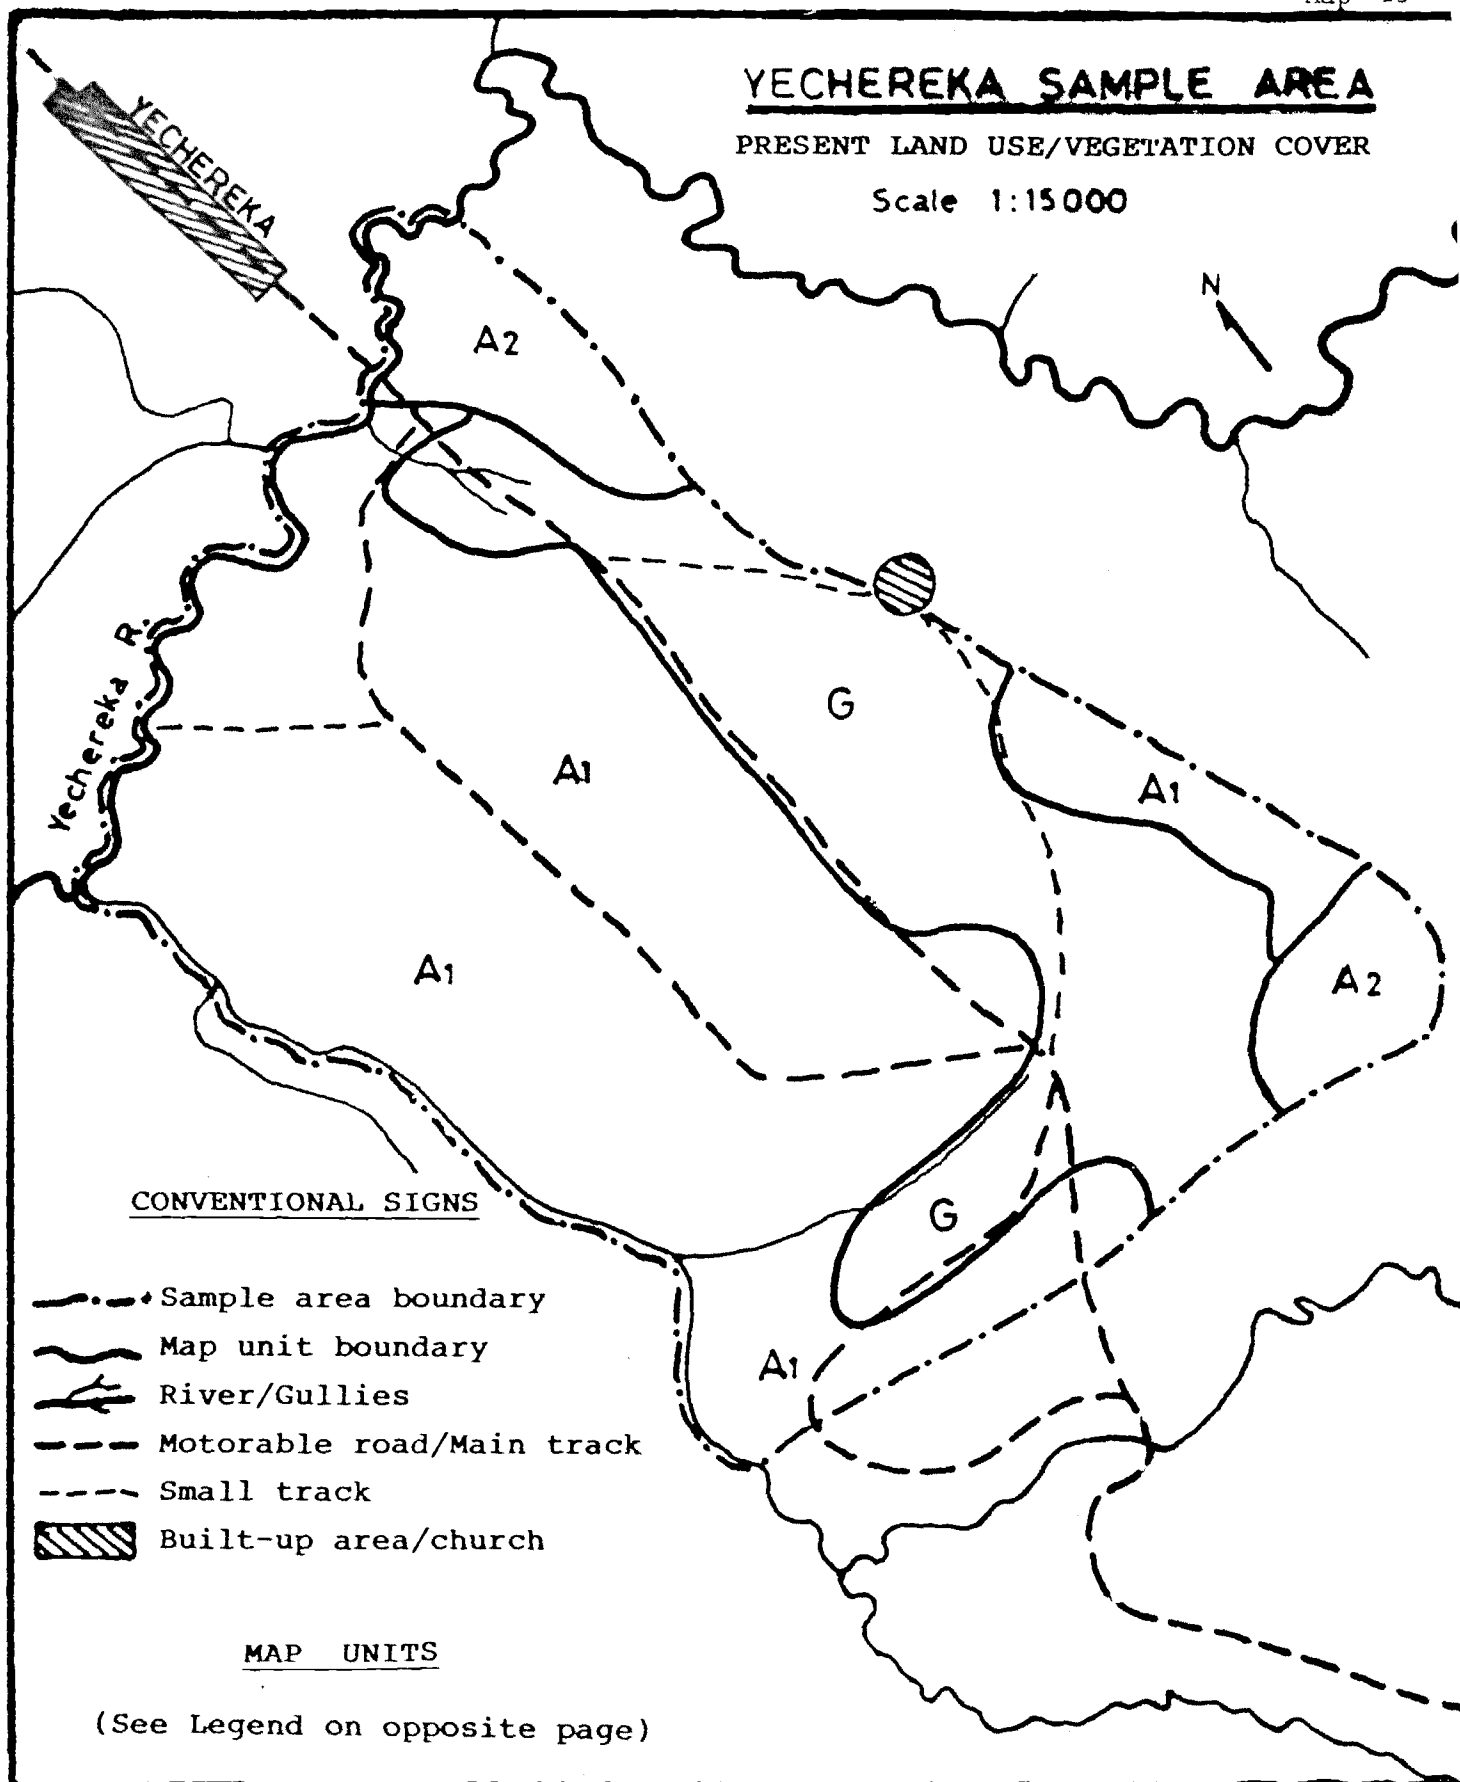 YECHEREKA SAMPLE AREA
PRESENT LAND USE/VEGETATION COVER
Scale 1:15000
YECHEREKA
N
A2
G
A1
A1
A2
A1
Yechereka R.
G
A1
CONVENTIONAL SIGNS
Sample area boundary
Map unit boundary
River/Gullies
Motorable road/Main track
Small track
Built-up area/church
MAP UNITS
(See Legend on opposite page)